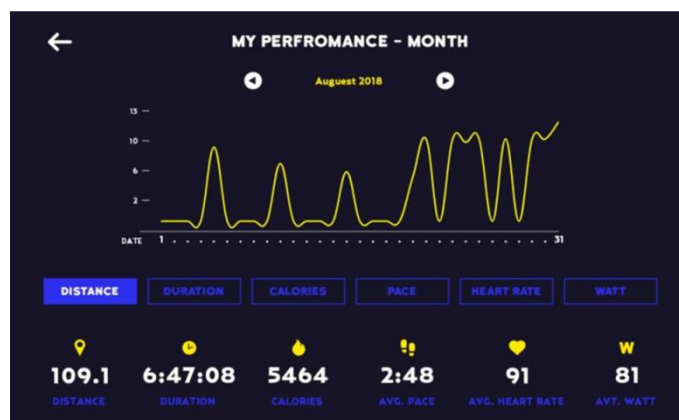 MY PERFROMANCE - MONTH
Auguest 2018
13
10
6
2
DATE 1 31
DISTANCE DURATION CALORIES PACE HEART RATE WATT
W
109.1 6:47:08 5464 2:48 91 81
DISTANCE DURATION CALORIES AVG. PACE AVG. HEART RATE AVT. WATT